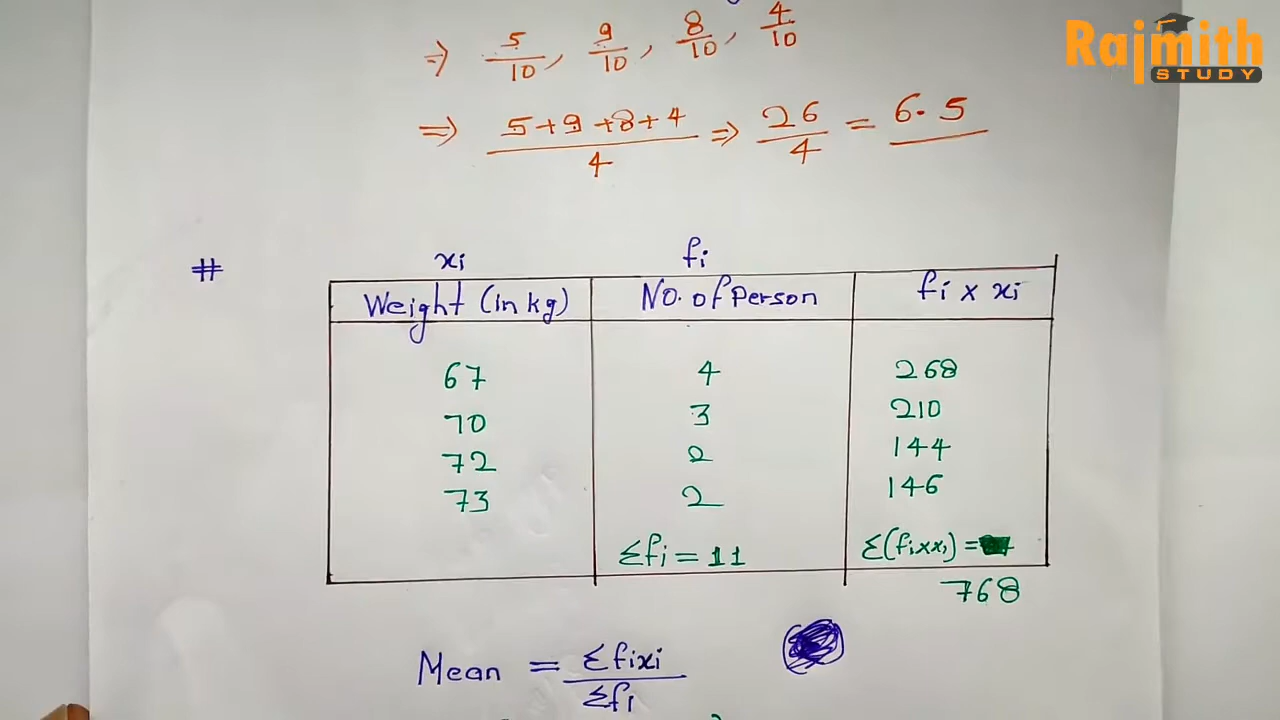 Rajmith
STUDY
⇒ 5/10, 9/10, 8/10, 4/10
⇒ 5+9+8+4/4 ⇒ 26/4 = 6.5
# xi fi
Weight (in kg) No. of Person fi x xi
67 4 268
70 3 210
72 2 144
73 2 146
Σfi = 11 Σ(fi x xi) =
768
Mean = Σfixi/Σfi